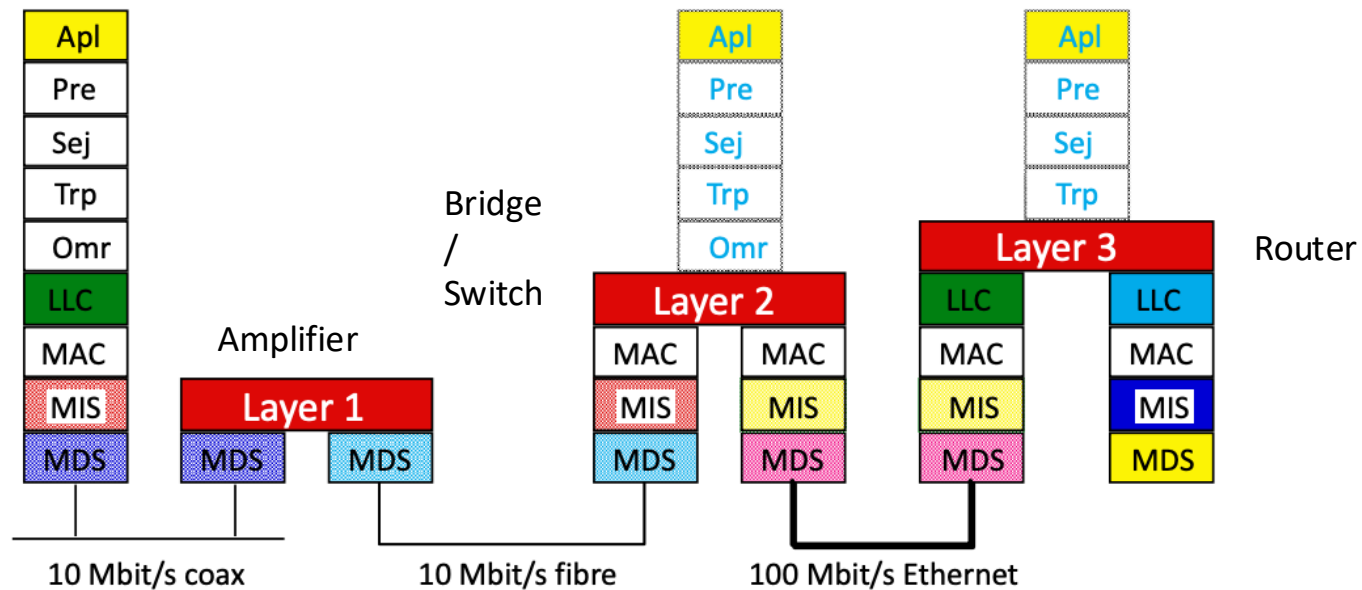 Apl
Pre
Sej
Trp
Omr
LLC
MAC
MIS
MDS
Amplifier
Layer 1
MDS
MDS
Bridge
/
Switch
Apl
Pre
Sej
Trp
Omr
Layer 2
MAC
MAC
MIS
MIS
MDS
MDS
Apl
Pre
Sej
Trp
Layer 3
Router
LLC
LLC
MAC
MAC
MIS
MIS
MDS
MDS
10 Mbit/s coax
10 Mbit/s fibre
100 Mbit/s Ethernet